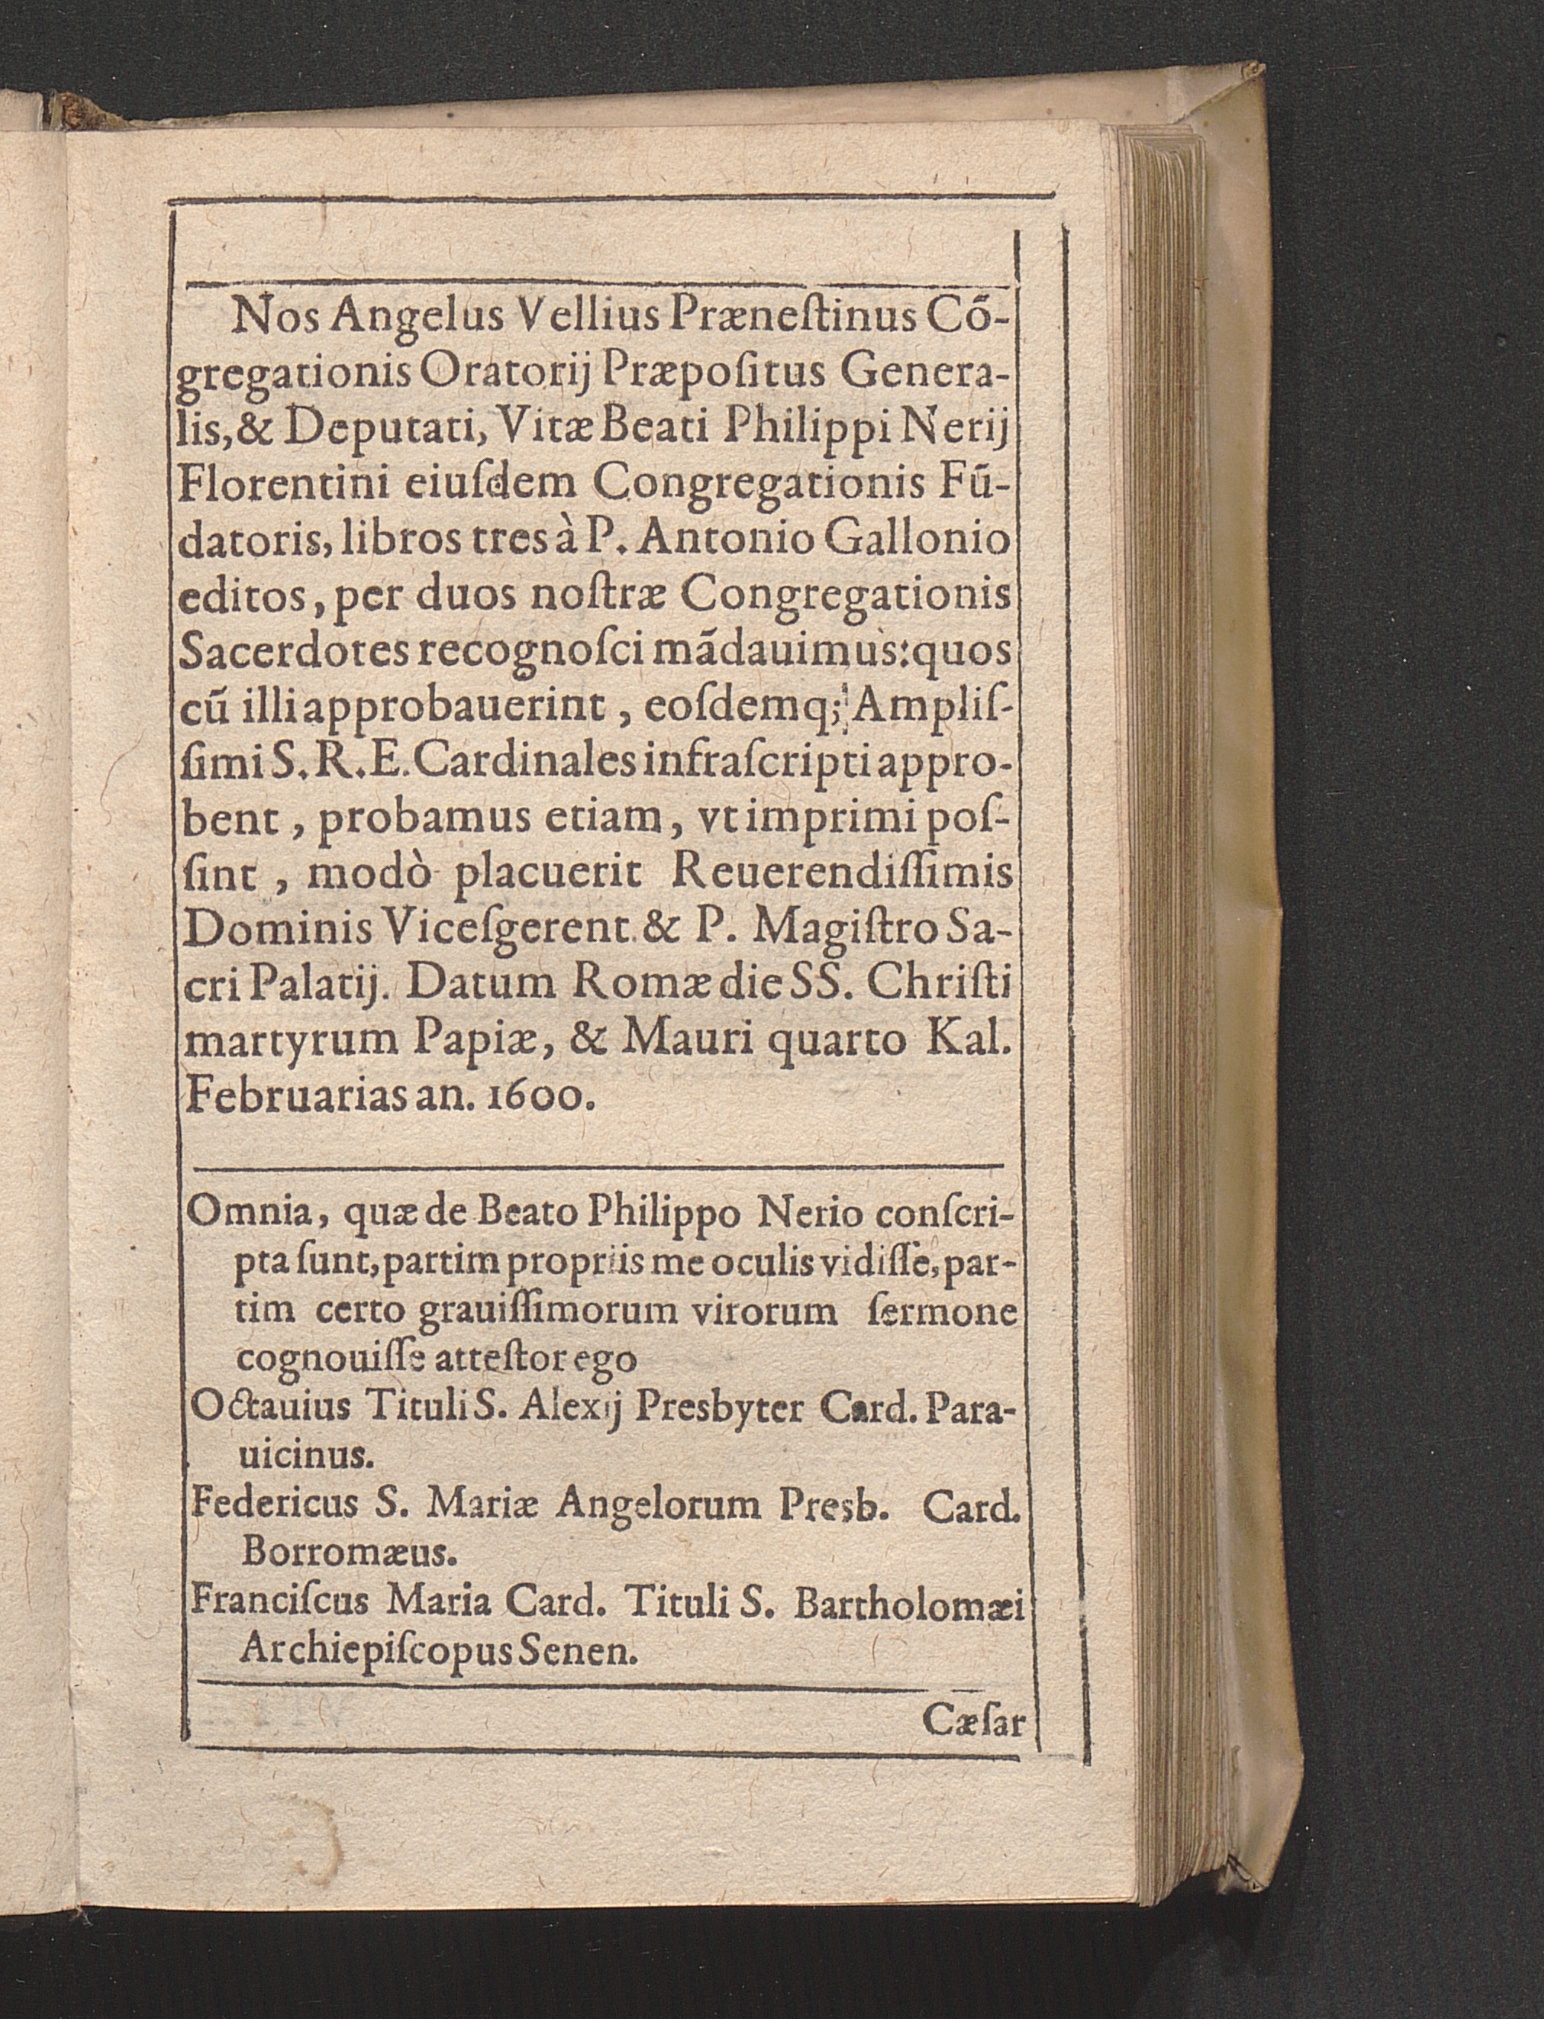 Nos Angelus Vellius Præneſtinus Cō-
gregationis Oratorij Præpoſitus Genera-
lis, & Deputati, Vitæ Beati Philippi Nerij
Florentini eiuſdem Congregationis Fū-
datoris, libros tres à P. Antonio Gallonio
editos, per duos noſtræ Congregationis
Sacerdotes recognoſci mādauimus: quos
cū illi approbauerint, eoſdemq; Ampliſ-
ſimi S. R. E. Cardinales infraſcripti appro-
bent, probamus etiam, vt imprimi poſ-
ſint, modò placuerit Reuerendiſſimis
Dominis Viceſgerent. & P. Magiſtro Sa-
cri Palatij. Datum Romæ die SS. Chriſti
martyrum Papiæ, & Mauri quarto Kal.
Februarias an. 1600.
Omnia, quæ de Beato Philippo Nerio conſcri-
pta ſunt, partim propriis me oculis vidiſſe, par-
tim certo grauiſſimorum virorum ſermone
cognouiſſe atteſtor ego
Octauius Tituli S. Alexij Presbyter Card. Para-
uicinus.
Federicus S. Mariæ Angelorum Presb. Card.
Borromæus.
Franciſcus Maria Card. Tituli S. Bartholomæi
Archiepiſcopus Senen.
Cæſar